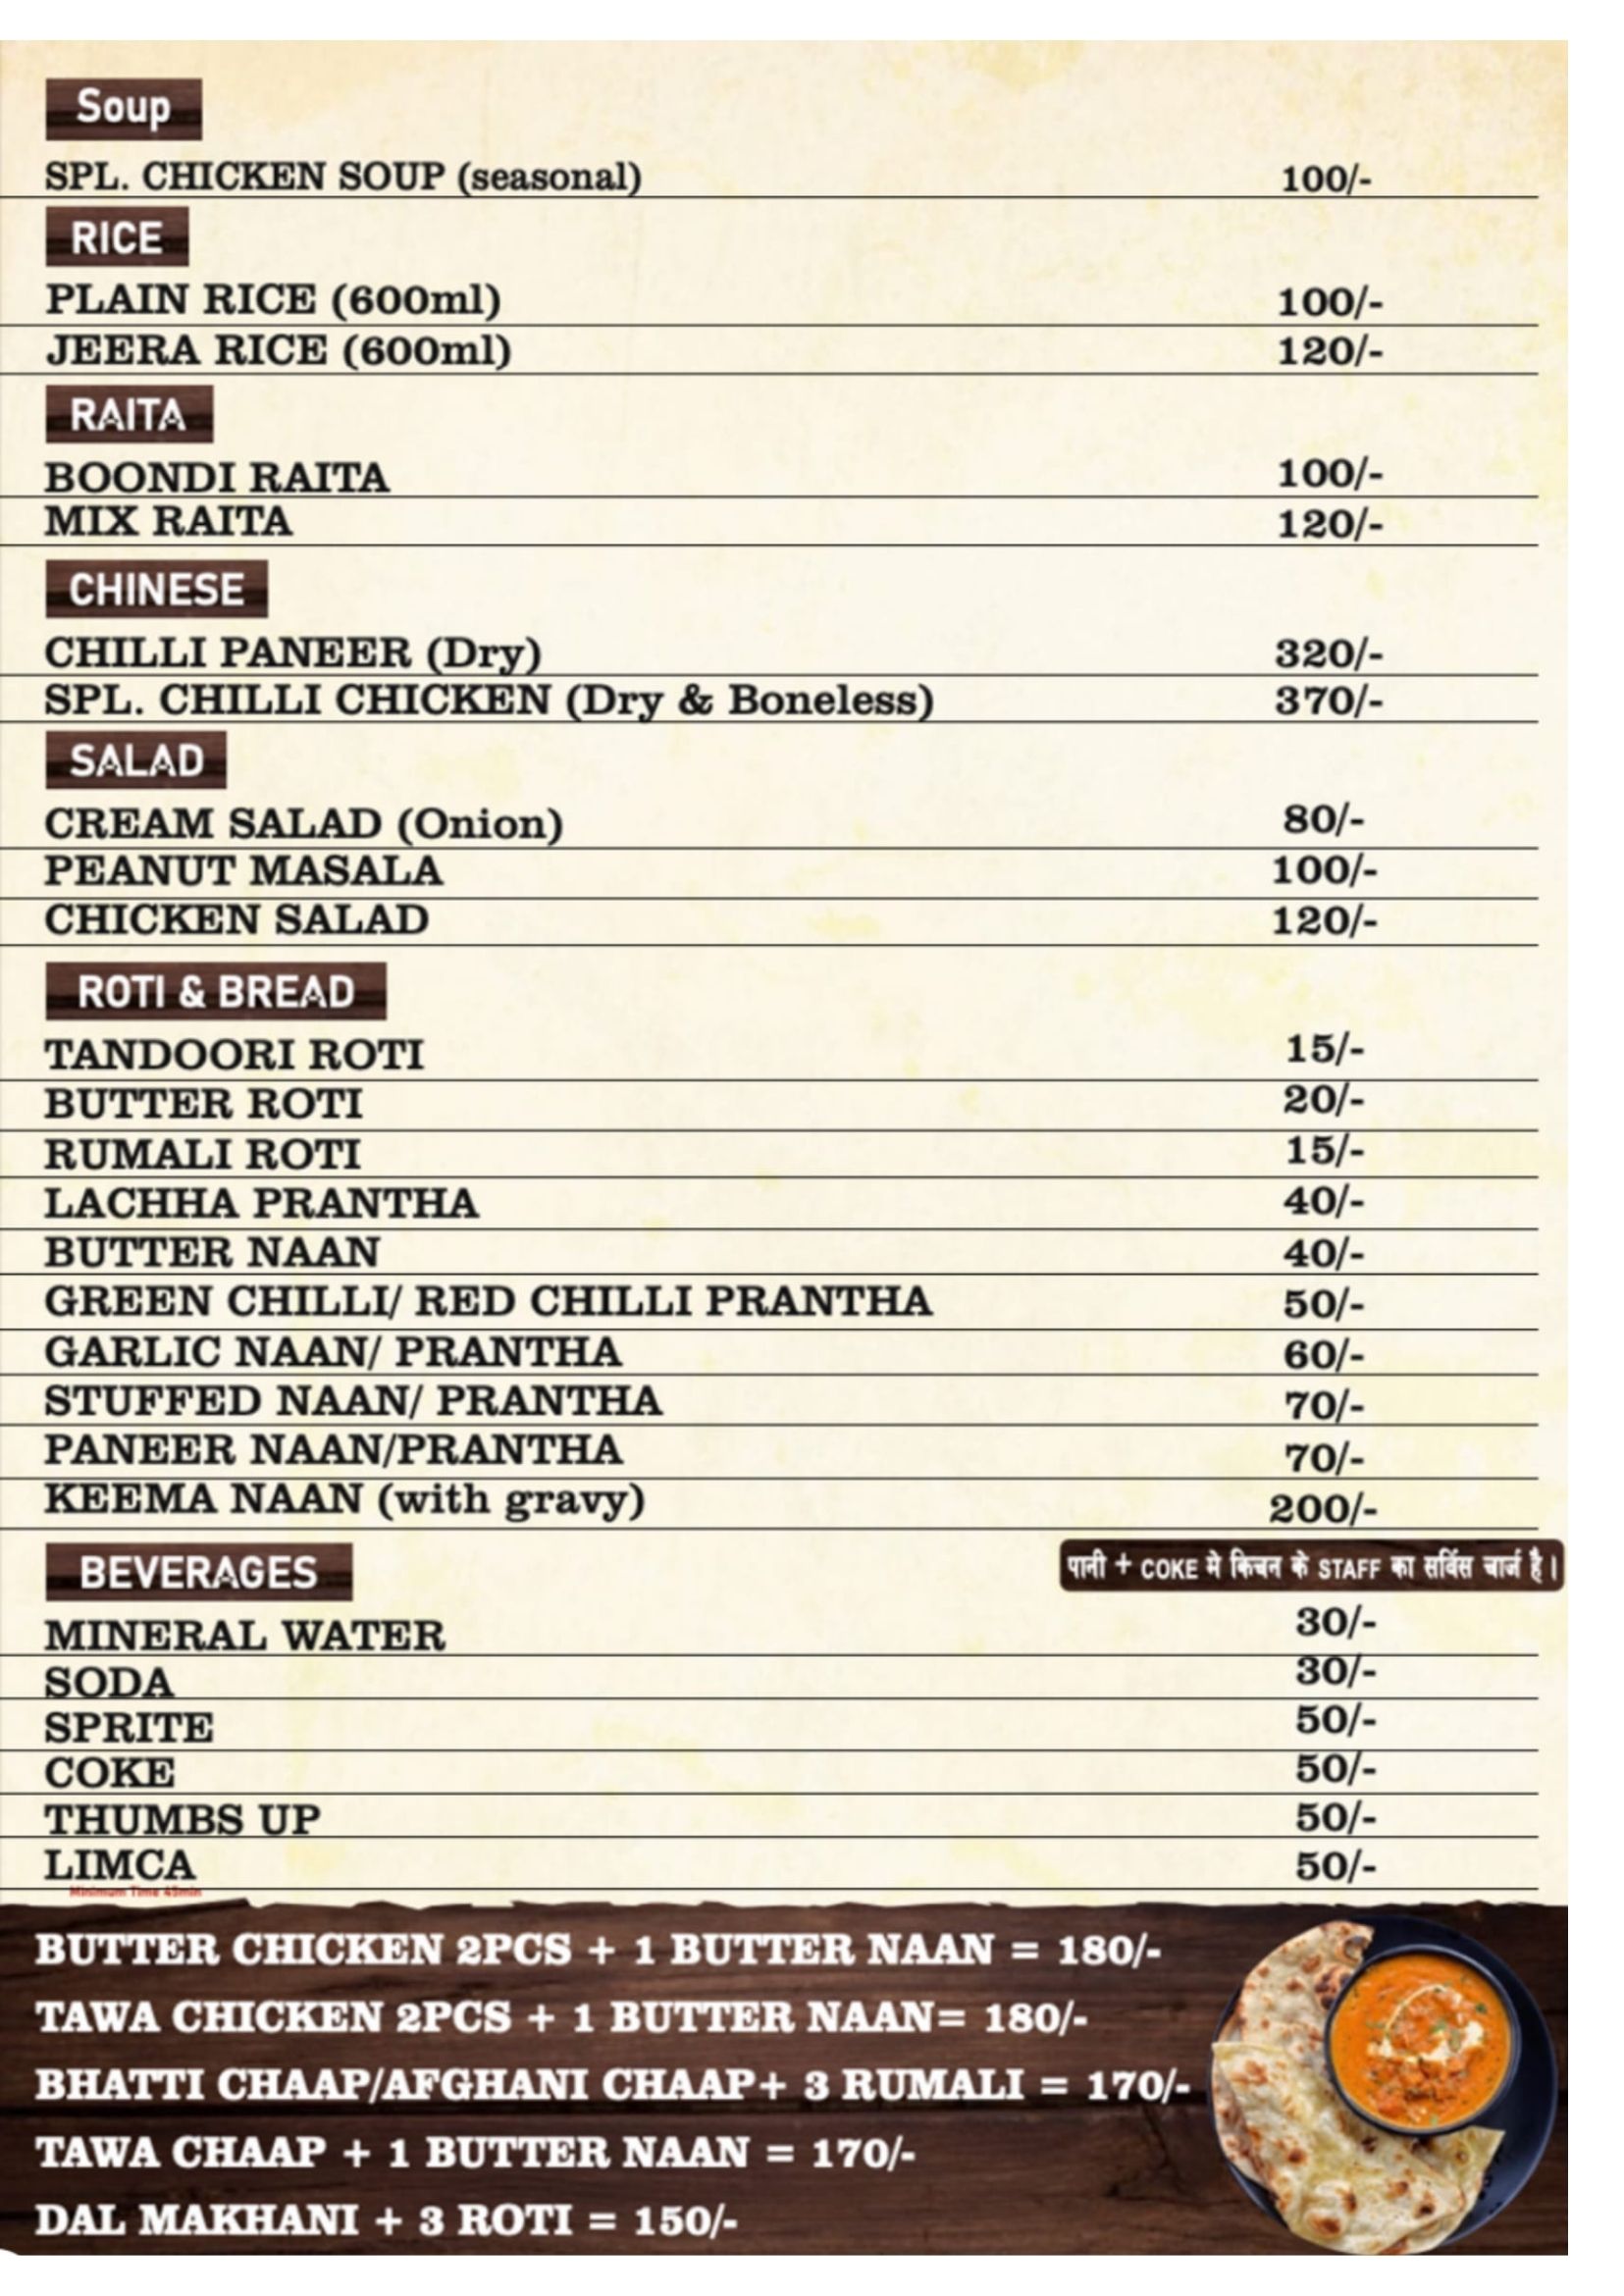 Soup
SPL. CHICKEN SOUP (seasonal) 100/-
RICE
PLAIN RICE (600ml) 100/-
JEERA RICE (600ml) 120/-
RAITA
BOONDI RAITA 100/-
MIX RAITA 120/-
CHINESE
CHILLI PANEER (Dry) 320/-
SPL. CHILLI CHICKEN (Dry & Boneless) 370/-
SALAD
CREAM SALAD (Onion) 80/-
PEANUT MASALA 100/-
CHICKEN SALAD 120/-
ROTI & BREAD
TANDOORI ROTI 15/-
BUTTER ROTI 20/-
RUMALI ROTI 15/-
LACHHA PRANTHA 40/-
BUTTER NAAN 40/-
GREEN CHILLI/ RED CHILLI PRANTHA 50/-
GARLIC NAAN/ PRANTHA 60/-
STUFFED NAAN/ PRANTHA 70/-
PANEER NAAN/PRANTHA 70/-
KEEMA NAAN (with gravy) 200/-
BEVERAGES पानी + COKE मे किचन के STAFF का सर्विस चार्ज है।
MINERAL WATER 30/-
SODA 30/-
SPRITE 50/-
COKE 50/-
THUMBS UP 50/-
LIMCA 50/-
Minimum Time 45min
BUTTER CHICKEN 2PCS + 1 BUTTER NAAN = 180/-
TAWA CHICKEN 2PCS + 1 BUTTER NAAN= 180/-
BHATTI CHAAP/AFGHANI CHAAP+ 3 RUMALI = 170/-
TAWA CHAAP + 1 BUTTER NAAN = 170/-
DAL MAKHANI + 3 ROTI = 150/-